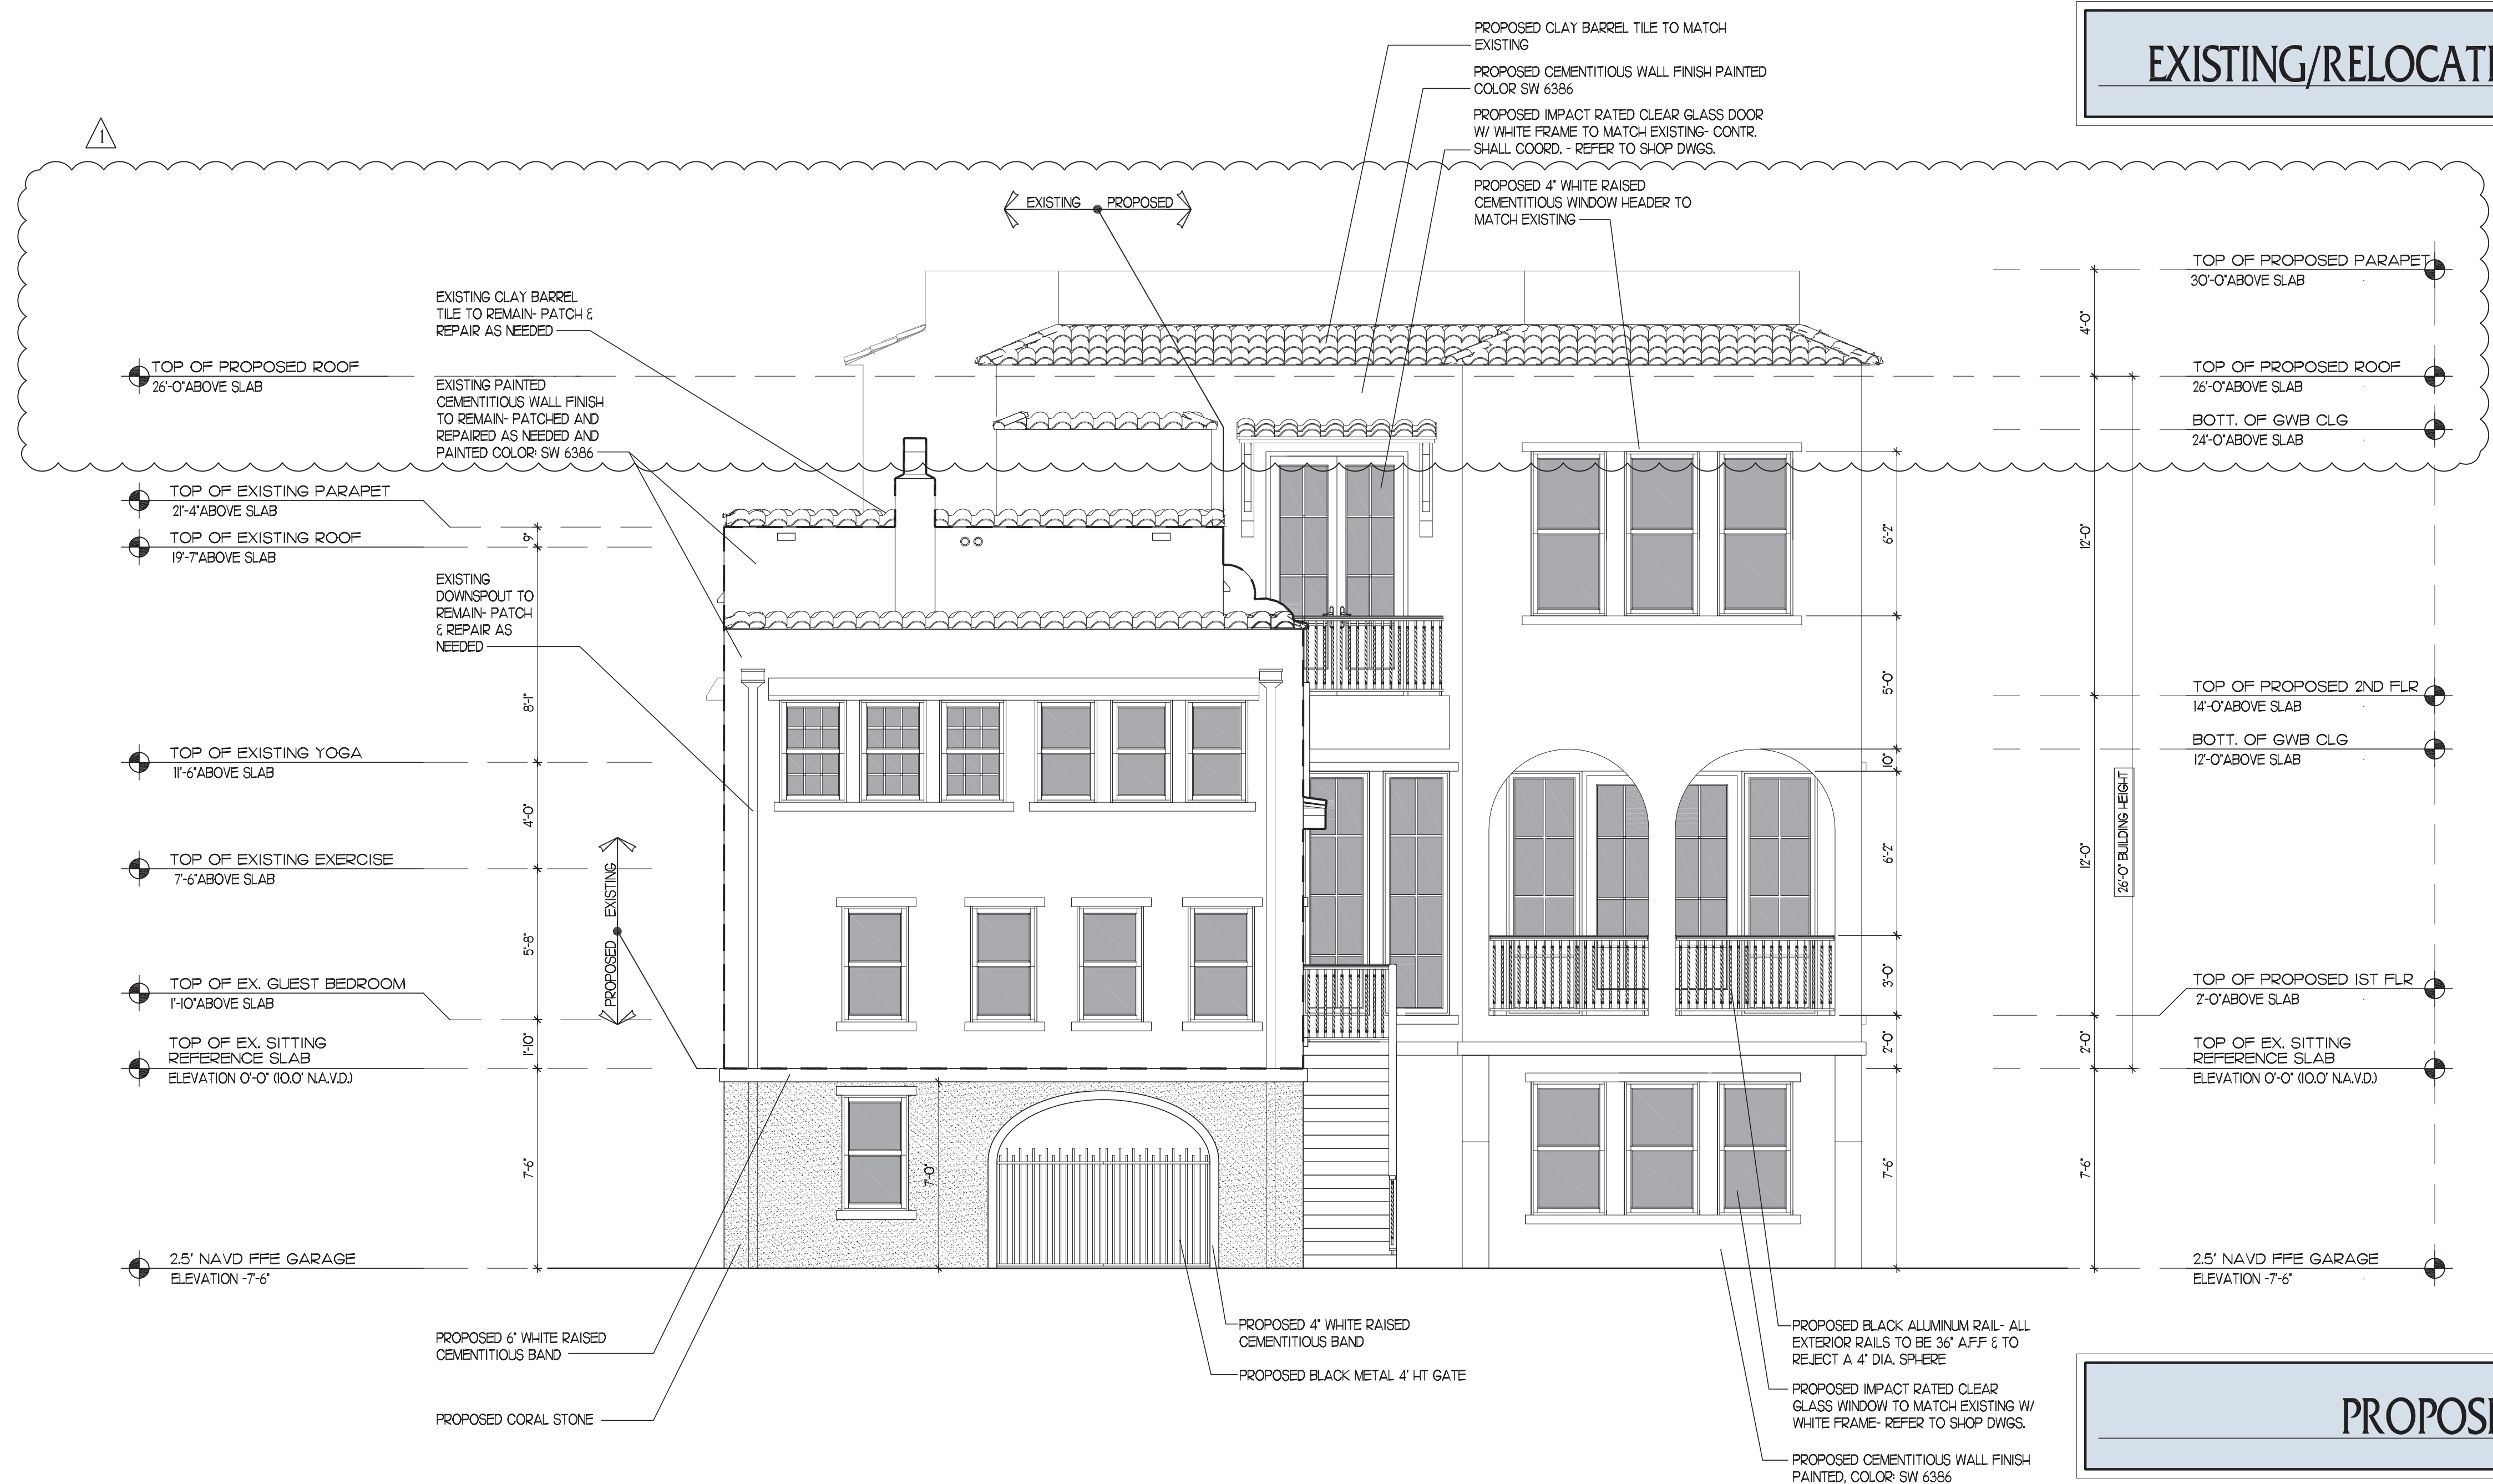 EXISTING/RELOCATI
PROPOSED CLAY BARREL TILE TO MATCH
EXISTING
PROPOSED CEMENTITIOUS WALL FINISH PAINTED
COLOR SW 6386
PROPOSED IMPACT RATED CLEAR GLASS DOOR
W/ WHITE FRAME TO MATCH EXISTING- CONTR.
SHALL COORD. - REFER TO SHOP DWGS.
PROPOSED 4" WHITE RAISED
CEMENTITIOUS WINDOW HEADER TO
MATCH EXISTING
1
EXISTING PROPOSED
EXISTING CLAY BARREL
TILE TO REMAIN- PATCH &
REPAIR AS NEEDED
EXISTING PAINTED
CEMENTITIOUS WALL FINISH
TO REMAIN- PATCHED AND
REPAIRED AS NEEDED AND
PAINTED COLOR: SW 6386
EXISTING
DOWNSPOUT TO
REMAIN- PATCH
& REPAIR AS
NEEDED
TOP OF PROPOSED ROOF
26'-0"ABOVE SLAB
TOP OF EXISTING PARAPET
21'-4"ABOVE SLAB
TOP OF EXISTING ROOF
19'-7"ABOVE SLAB
TOP OF EXISTING YOGA
11'-6"ABOVE SLAB
TOP OF EXISTING EXERCISE
7'-6"ABOVE SLAB
TOP OF EX. GUEST BEDROOM
1'-10"ABOVE SLAB
TOP OF EX. SITTING
REFERENCE SLAB
ELEVATION 0'-0" (10.0' N.A.V.D.)
2.5' NAVD FFE GARAGE
ELEVATION -7'-6"
9"
8'-1"
4'-0"
5'-8"
1'-10"
7'-6"
PROPOSED EXISTING
7'-0"
6'-2"
5'-0"
10"
6'-2"
3'-0"
2'-0"
7'-6"
4'-0"
12'-0"
12'-0"
2'-0"
7'-6"
26'-0" BUILDING HEIGHT
TOP OF PROPOSED PARAPET
30'-0"ABOVE SLAB
TOP OF PROPOSED ROOF
26'-0"ABOVE SLAB
BOTT. OF GWB CLG
24'-0"ABOVE SLAB
TOP OF PROPOSED 2ND FLR
14'-0"ABOVE SLAB
BOTT. OF GWB CLG
12'-0"ABOVE SLAB
TOP OF PROPOSED 1ST FLR
2'-0"ABOVE SLAB
TOP OF EX. SITTING
REFERENCE SLAB
ELEVATION 0'-0" (10.0' N.A.V.D.)
2.5' NAVD FFE GARAGE
ELEVATION -7'-6"
PROPOSED 6" WHITE RAISED
CEMENTITIOUS BAND
PROPOSED CORAL STONE
PROPOSED 4" WHITE RAISED
CEMENTITIOUS BAND
PROPOSED BLACK METAL 4' HT GATE
PROPOSED BLACK ALUMINUM RAIL- ALL
EXTERIOR RAILS TO BE 36" A.F.F & TO
REJECT A 4" DIA. SPHERE
PROPOSED IMPACT RATED CLEAR
GLASS WINDOW TO MATCH EXISTING W/
WHITE FRAME- REFER TO SHOP DWGS.
PROPOSED CEMENTITIOUS WALL FINISH
PAINTED, COLOR: SW 6386
PROPOSE